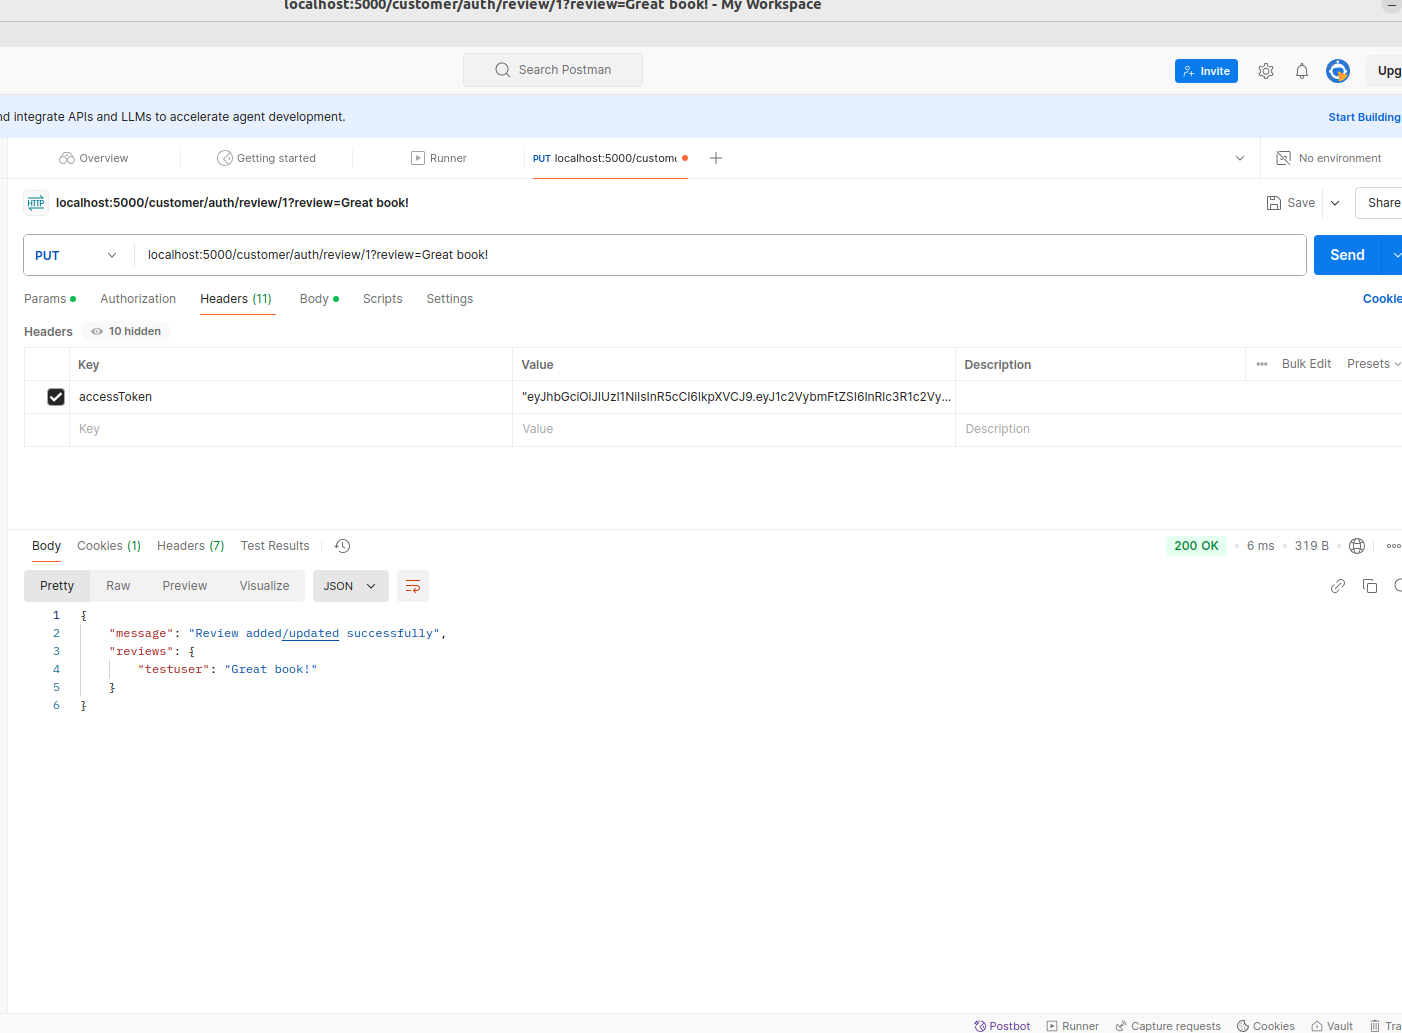 localhost:5000/customer/auth/review/1?review=Great book! - My Workspace
Search Postman
Invite
Upg
nd integrate APIs and LLMs to accelerate agent development.
Start Building
Overview
Getting started
Runner
PUT localhost:5000/custome
No environment
HTTP localhost:5000/customer/auth/review/1?review=Great book!
Save
Share
PUT
localhost:5000/customer/auth/review/1?review=Great book!
Send
Params
Authorization
Headers (11)
Body
Scripts
Settings
Cookie
Headers
10 hidden
Key
Value
Description
Bulk Edit
Presets
accessToken
"eyJhbGciOiJIUzI1NiIsInR5cCI6IkpXVCJ9.eyJ1c2VybmFtZSI6InRlc3R1c2Vy...
Key
Value
Description
Body
Cookies (1)
Headers (7)
Test Results
200 OK
6 ms
319 B
Pretty
Raw
Preview
Visualize
JSON
1 {
2 "message": "Review added/updated successfully",
3 "reviews": {
4 "testuser": "Great book!"
5 }
6 }
Postbot
Runner
Capture requests
Cookies
Vault
Tra